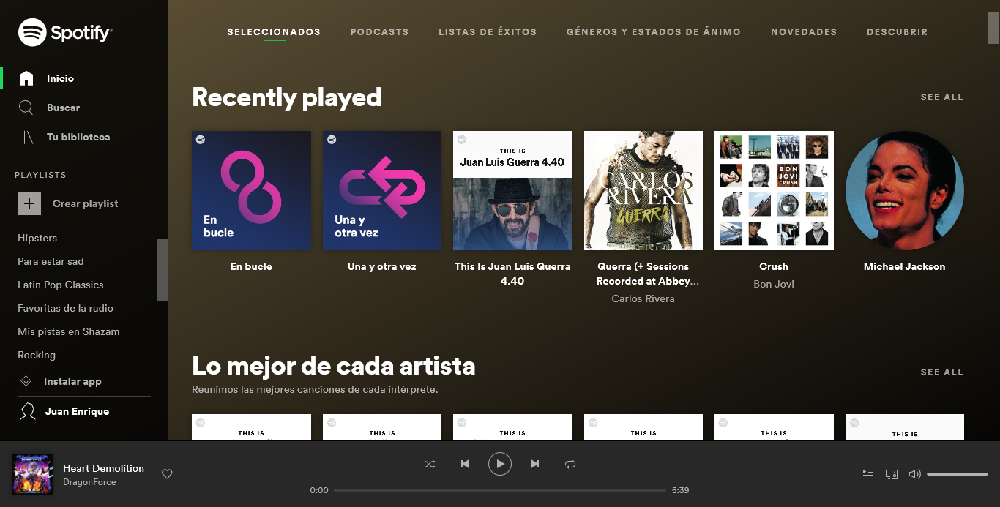 Spotify
SELECCIONADOS
PODCASTS
LISTAS DE ÉXITOS
GÉNEROS Y ESTADOS DE ÁNIMO
NOVEDADES
DESCUBRIR
Inicio
Buscar
Tu biblioteca
PLAYLISTS
Crear playlist
Hipsters
Para estar sad
Latin Pop Classics
Favoritas de la radio
Mis pistas en Shazam
Rocking
Instalar app
Juan Enrique
Recently played
SEE ALL
En
bucle
En bucle
Una y
otra vez
Una y otra vez
THIS IS
Juan Luis Guerra 4.40
This Is Juan Luis Guerra
4.40
CARLOS
RIVERA
GUERRA
Guerra (+ Sessions
Recorded at Abbey...
Carlos Rivera
BON
JOVI
CRUSH
Crush
Bon Jovi
Michael Jackson
Lo mejor de cada artista
SEE ALL
Reunimos las mejores canciones de cada intérprete.
THIS IS
THIS IS
THIS IS
THIS IS
THIS IS
THIS IS
Heart Demolition
DragonForce
0:00
5:39